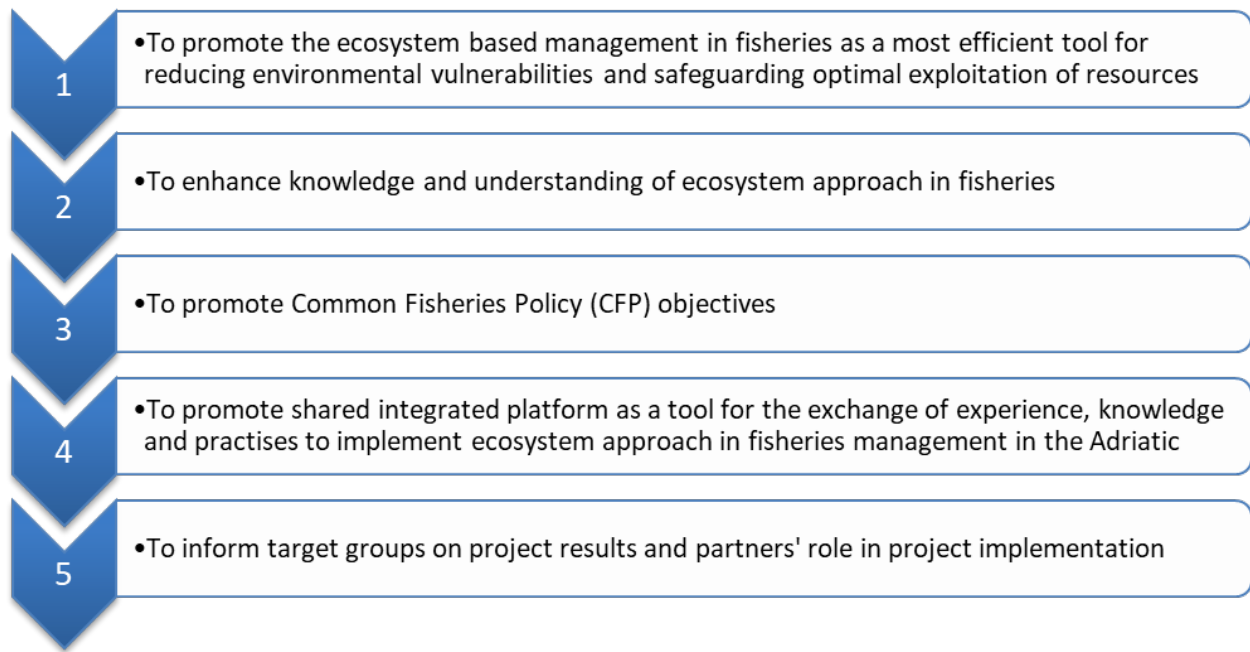 1
•To promote the ecosystem based management in fisheries as a most efficient tool for
reducing environmental vulnerabilities and safeguarding optimal exploitation of resources
2
•To enhance knowledge and understanding of ecosystem approach in fisheries
3
•To promote Common Fisheries Policy (CFP) objectives
4
•To promote shared integrated platform as a tool for the exchange of experience, knowledge
and practises to implement ecosystem approach in fisheries management in the Adriatic
5
•To inform target groups on project results and partners' role in project implementation